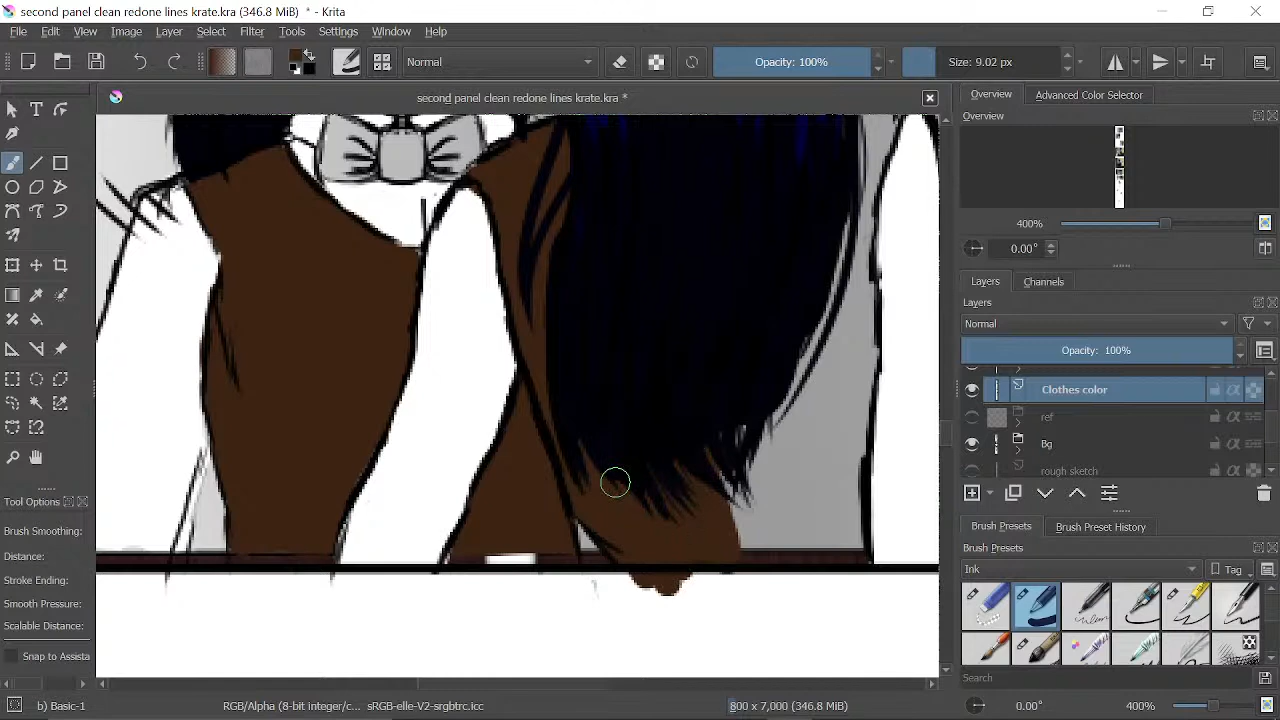 second panel clean redone lines krate.kra (346.8 MiB) * - Krita
File Edit View Image Layer Select Filter Tools Settings Window Help
Normal
Opacity: 100%
Size: 9.02 px
second panel clean redone lines krate.kra *
Overview Advanced Color Selector
Overview
400%
0.00°
Layers Channels
Layers
Normal
Opacity: 100%
Clothes color
ref
Bg
rough sketch
Tool Options
Brush Presets Brush Preset History
Brush Smoothing:
Brush Presets
Distance:
Ink Tag
Stroke Ending:
Smooth Pressure:
Scalable Distance:
Snap to Assista
Search
b) Basic-1 RGB/Alpha (8-bit integer/c... sRGB-elle-V2-srgbtrc.icc 800 x 7,000 (346.8 MiB) 0.00° 400%